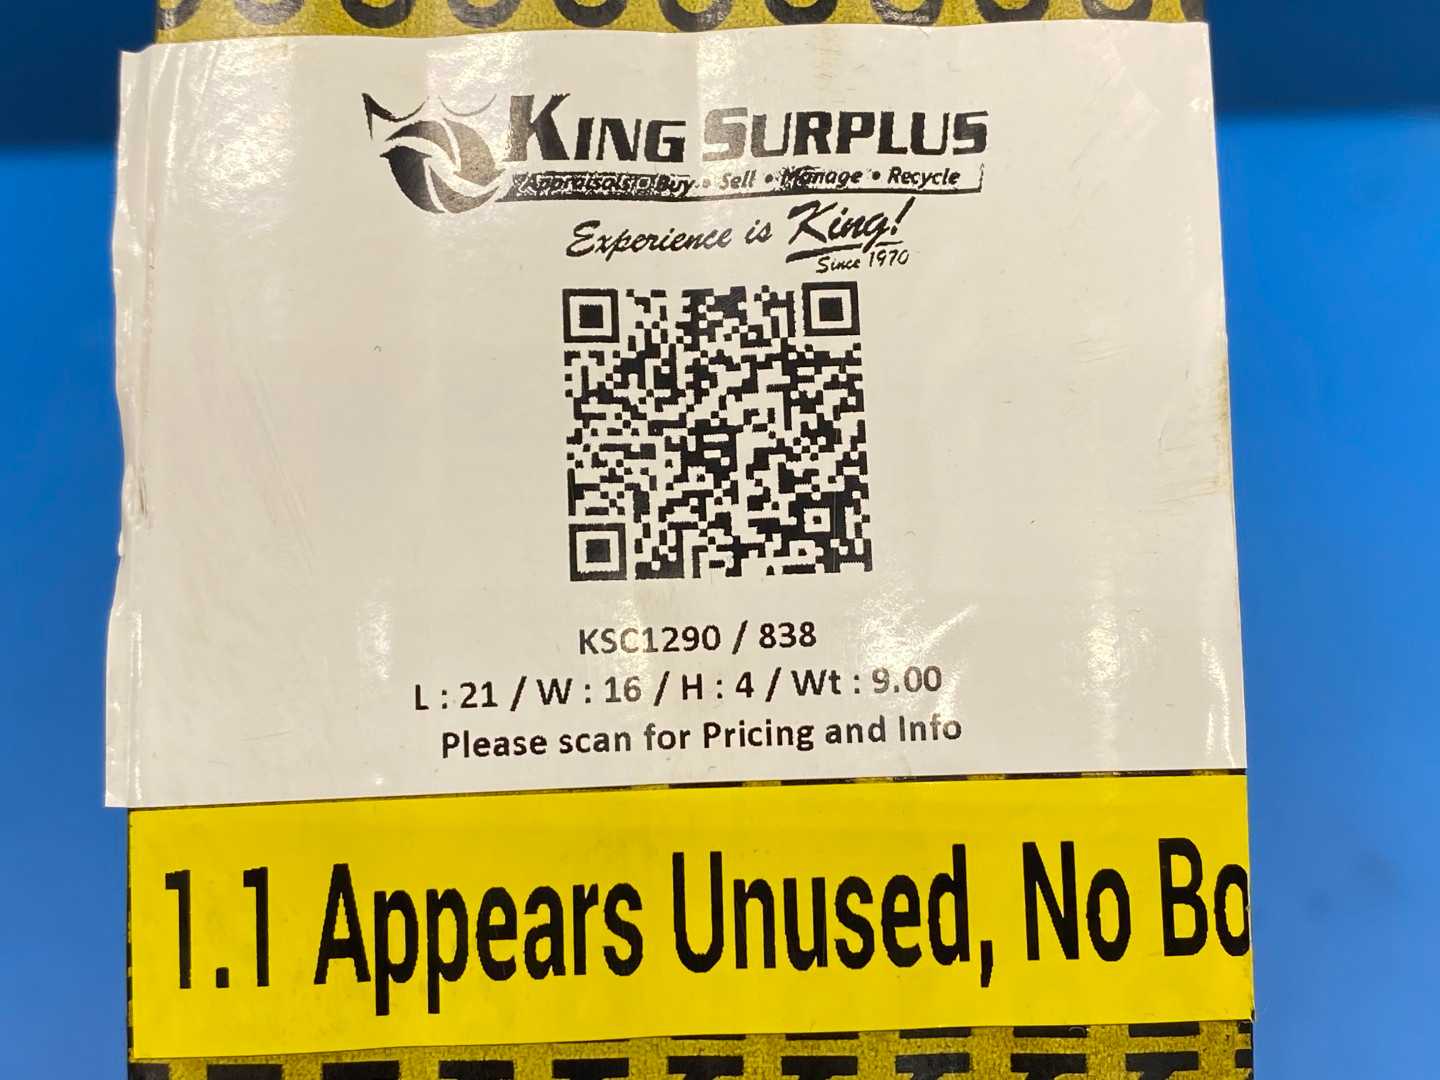 KING SURPLUS
Appraisals • Buy • Sell • Manage • Recycle
Experience is King!
Since 1970
KSC1290 / 838
L : 21 / W : 16 / H : 4 / Wt : 9.00
Please scan for Pricing and Info
1.1 Appears Unused, No Bo